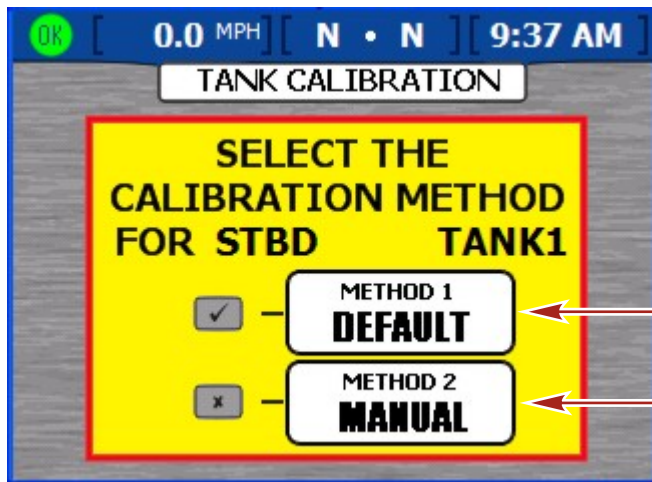 OK 0.0 MPH N • N 9:37 AM
TANK CALIBRATION
SELECT THE
CALIBRATION METHOD
FOR STBD TANK1
METHOD 1
DEFAULT
METHOD 2
MANUAL